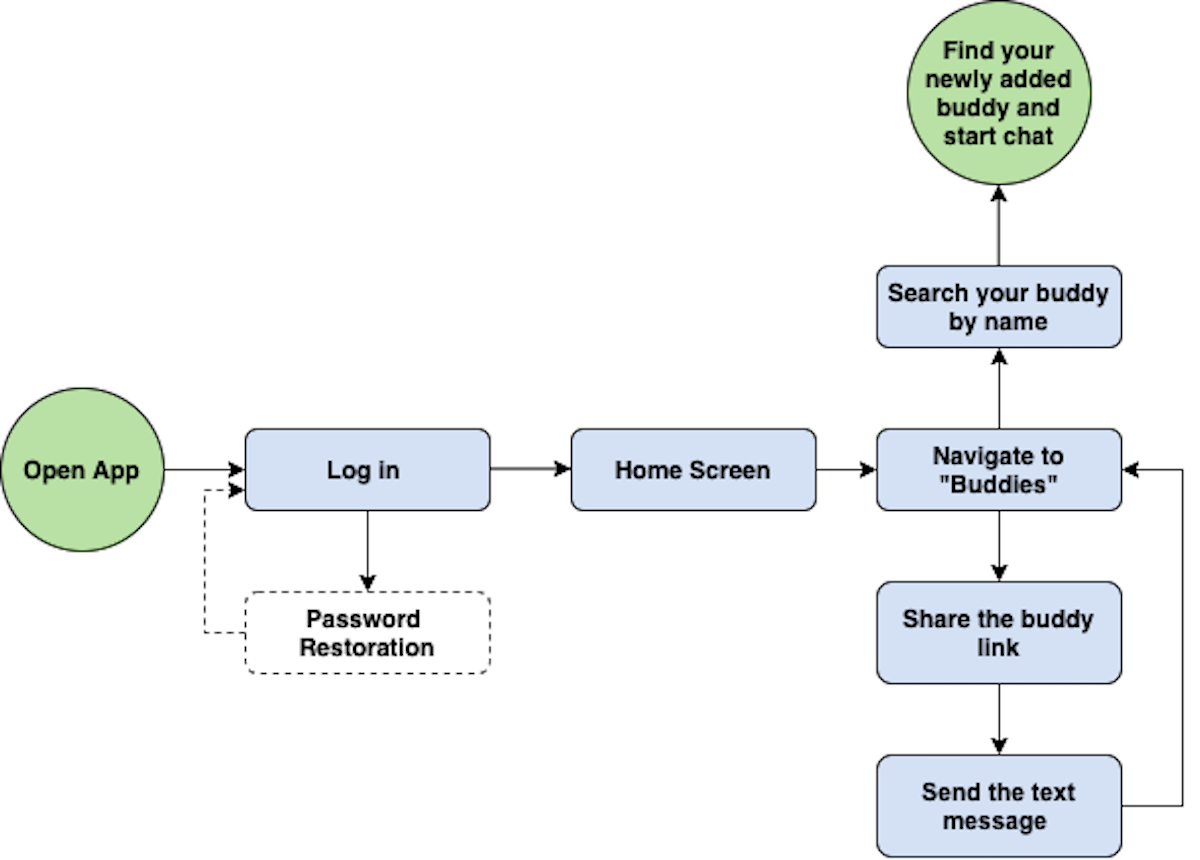 Find your
newly added
buddy and
start chat
Search your buddy
by name
Open App
Log in
Home Screen
Navigate to
"Buddies"
Password
Restoration
Share the buddy
link
Send the text
message